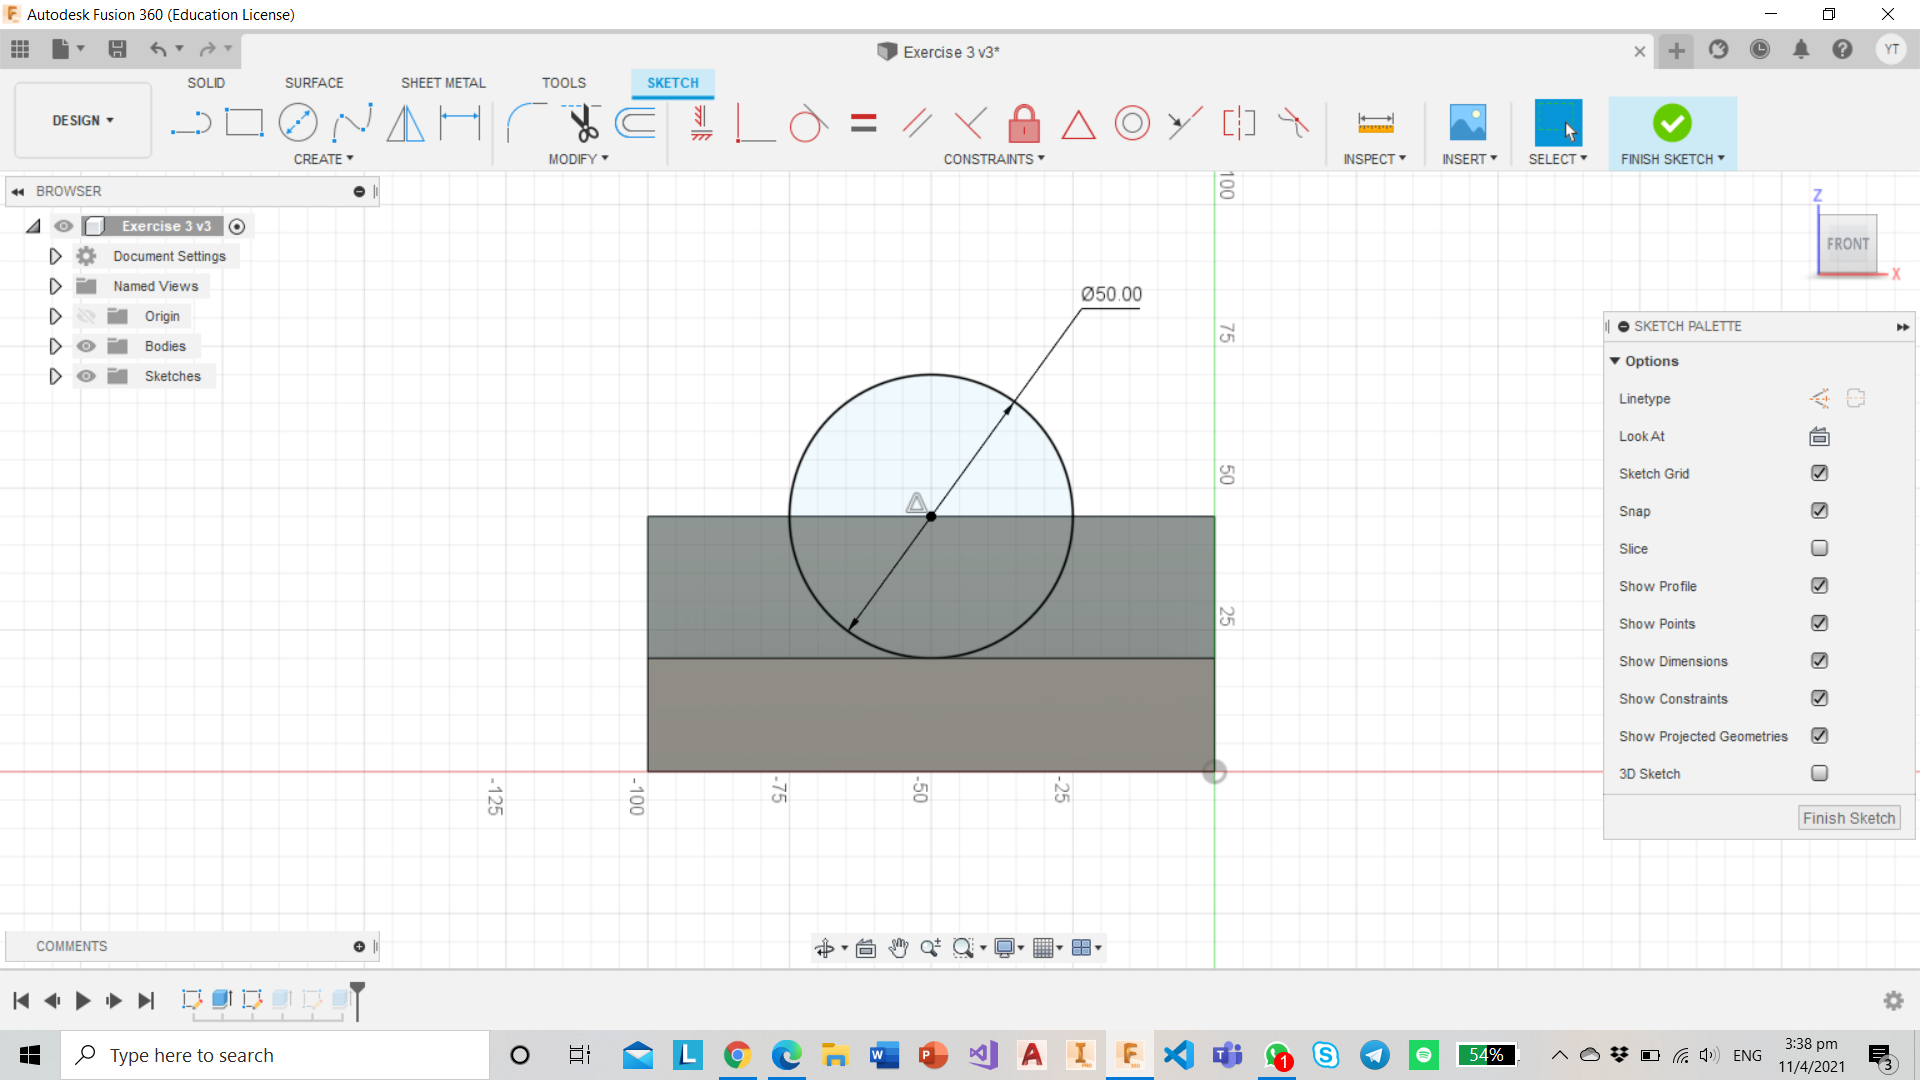 Autodesk Fusion 360 (Education License)
Exercise 3 v3*
YT
SOLID SURFACE SHEET METAL TOOLS SKETCH
DESIGN
CREATE MODIFY CONSTRAINTS INSPECT INSERT SELECT FINISH SKETCH
BROWSER
Exercise 3 v3
Document Settings
Named Views
Origin
Bodies
Sketches
100
75
50
25
Ø50.00
-125 -100 -75 -50 -25
Z
FRONT
X
SKETCH PALETTE
Options
Linetype
Look At
Sketch Grid
Snap
Slice
Show Profile
Show Points
Show Dimensions
Show Constraints
Show Projected Geometries
3D Sketch
Finish Sketch
COMMENTS
Type here to search
54%
1
ENG
3:38 pm
11/4/2021
3